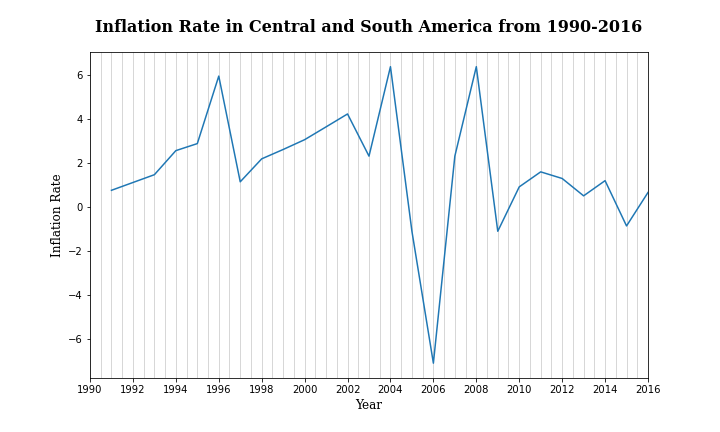 Inflation Rate in Central and South America from 1990-2016
6
4
2
0
−2
−4
−6
Inflation Rate
1990 1992 1994 1996 1998 2000 2002 2004 2006 2008 2010 2012 2014 2016
Year